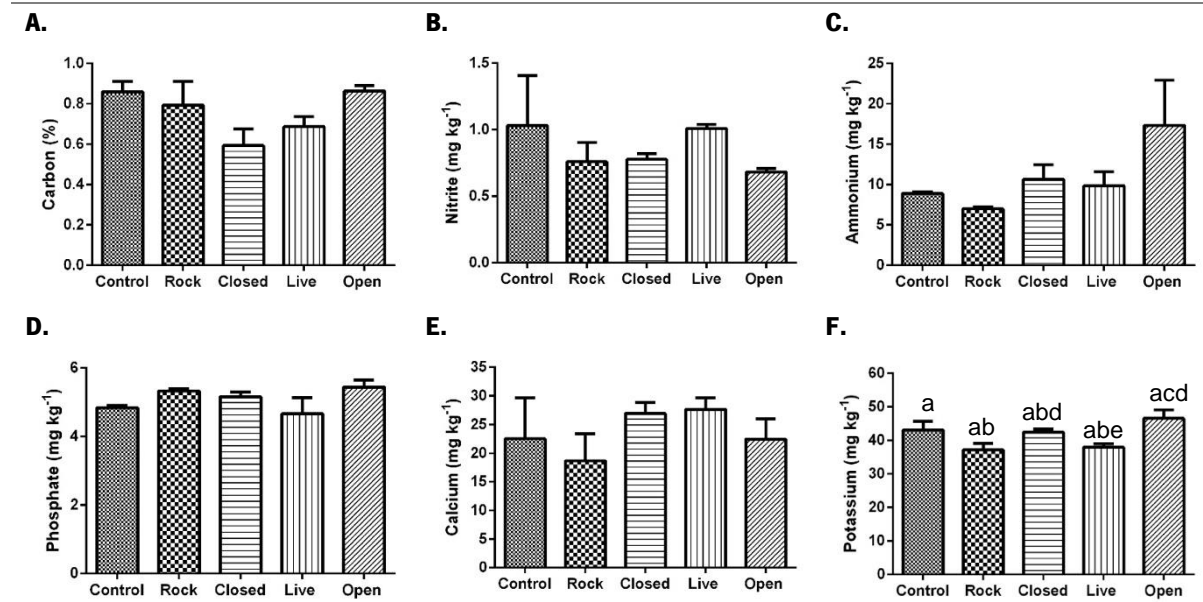 A.
B.
C.
Carbon (%)
1.0
0.8
0.6
0.4
0.2
0.0
Control Rock Closed Live Open
Nitrite (mg kg⁻¹)
1.5
1.0
0.5
0.0
Control Rock Closed Live Open
Ammonium (mg kg⁻¹)
25
20
15
10
5
0
Control Rock Closed Live Open
D.
E.
F.
Phosphate (mg kg⁻¹)
6
4
2
0
Control Rock Closed Live Open
Calcium (mg kg⁻¹)
35
30
25
20
15
10
5
0
Control Rock Closed Live Open
Potassium (mg kg⁻¹)
60
50
40
30
20
10
0
a ab abd abe acd
Control Rock Closed Live Open